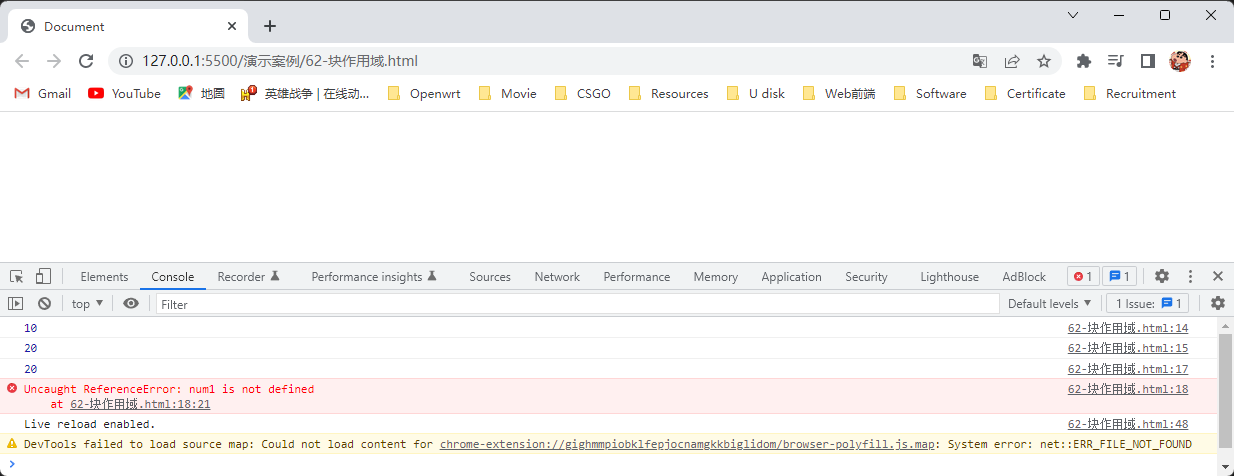 Document
127.0.0.1:5500/演示案例/62-块作用域.html
Gmail YouTube 地圖 英雄战争 | 在线动... Openwrt Movie CSGO Resources U disk Web前端 Software Certificate Recruitment
Elements Console Recorder Performance insights Sources Network Performance Memory Application Security Lighthouse AdBlock 1 1
top Filter Default levels 1 Issue: 1
10 62-块作用域.html:14
20 62-块作用域.html:15
20 62-块作用域.html:17
Uncaught ReferenceError: num1 is not defined 62-块作用域.html:18
at 62-块作用域.html:18:21
Live reload enabled. 62-块作用域.html:48
DevTools failed to load source map: Could not load content for chrome-extension://gighmmpiobklfepjocnamgkkbiglidom/browser-polyfill.js.map: System error: net::ERR_FILE_NOT_FOUND